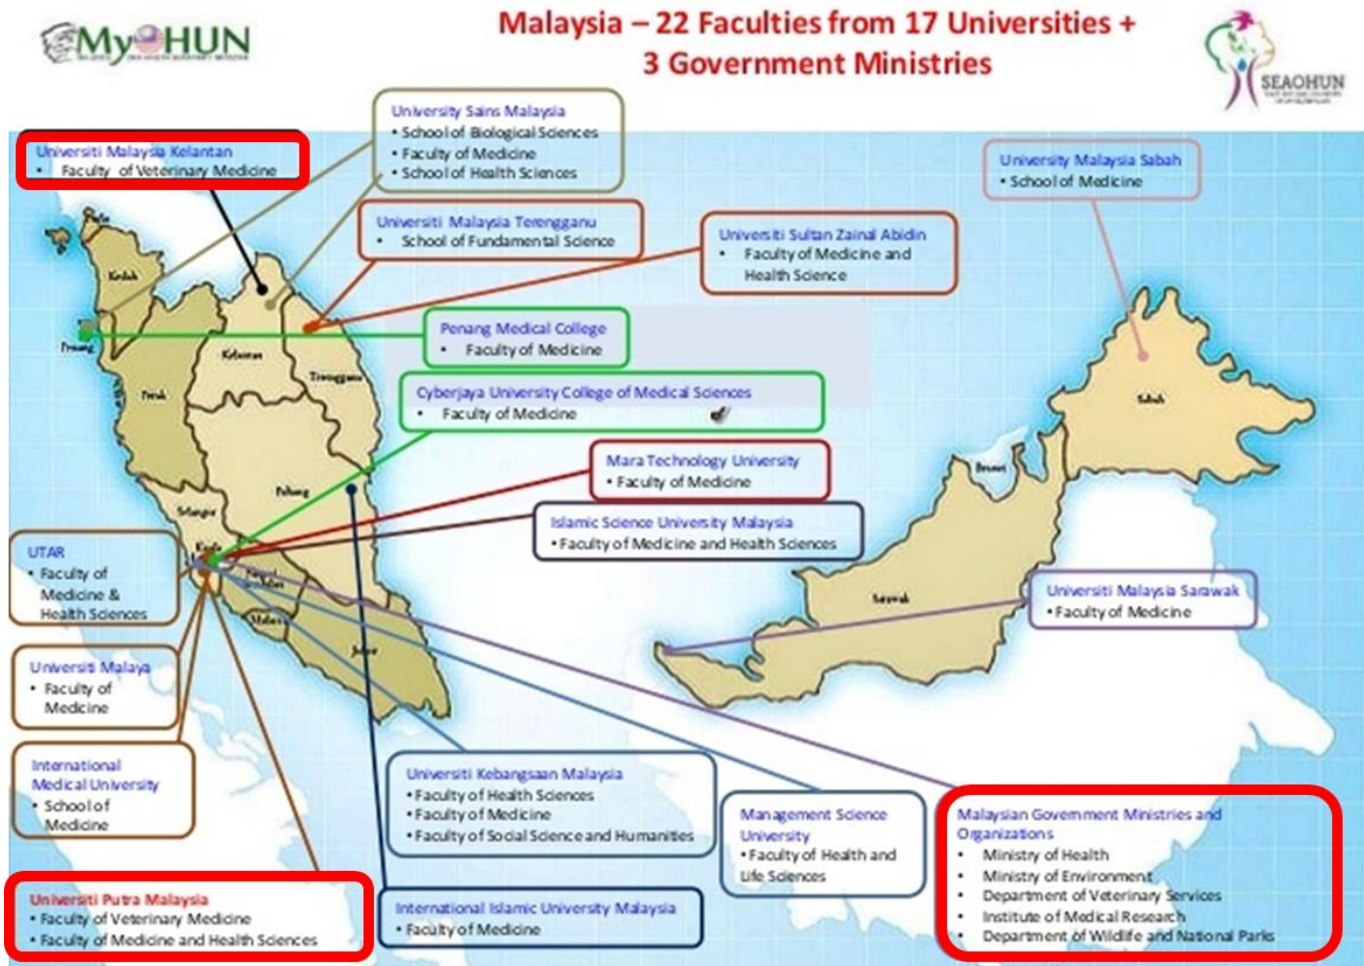 MyOHUN
Malaysia – 22 Faculties from 17 Universities +
3 Government Ministries
SEAOHUN
University Sains Malaysia
• School of Biological Sciences
• Faculty of Medicine
• School of Health Sciences
Universiti Malaysia Kelantan
• Faculty of Veterinary Medicine
University Malaysia Sabah
• School of Medicine
Universiti Malaysia Terengganu
• School of Fundamental Science
Universiti Sultan Zainal Abidin
• Faculty of Medicine and
Health Science
Kedah
Penang
Perak
Kelantan
Terengganu
Penang Medical College
• Faculty of Medicine
Cyberjaya University College of Medical Sciences
• Faculty of Medicine
Sabah
Mara Technology University
• Faculty of Medicine
Brunei
Pahang
Selangor
Islamic Science University Malaysia
• Faculty of Medicine and Health Sciences
UTAR
• Faculty of
Medicine &
Health Sciences
Kuala
Melaka
Johor
Sarawak
Universiti Malaysia Sarawak
• Faculty of Medicine
Universiti Malaya
• Faculty of
Medicine
International
Medical University
• School of
Medicine
Universiti Kebangsaan Malaysia
• Faculty of Health Sciences
• Faculty of Medicine
• Faculty of Social Science and Humanities
Management Science
University
• Faculty of Health and
Life Sciences
Malaysian Government Ministries and
Organizations
• Ministry of Health
• Ministry of Environment
• Department of Veterinary Services
• Institute of Medical Research
• Department of Wildlife and National Parks
Universiti Putra Malaysia
• Faculty of Veterinary Medicine
• Faculty of Medicine and Health Sciences
International Islamic University Malaysia
• Faculty of Medicine